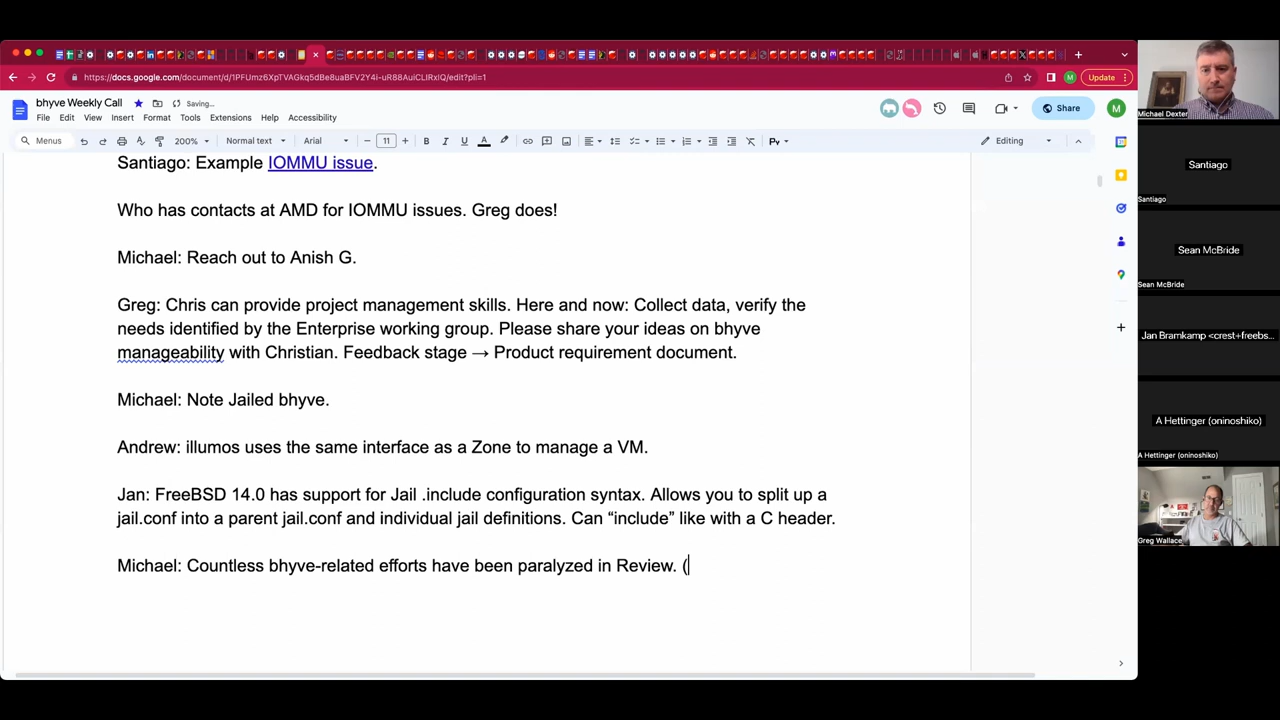 https://docs.google.com/document/d/1PFUmz6XpTVAGkq5dBe8uaBFV2Y4i-uR88AuiCLIRxIQ/edit?pli=1
M
Update
bhyve Weekly Call
Saving...
File Edit View Insert Format Tools Extensions Help Accessibility
Share
M
Menus
200%
Normal text
Arial
11
B I U A
Editing
Santiago: Example IOMMU issue.
Who has contacts at AMD for IOMMU issues. Greg does!
Michael: Reach out to Anish G.
Greg: Chris can provide project management skills. Here and now: Collect data, verify the
needs identified by the Enterprise working group. Please share your ideas on bhyve
manageability with Christian. Feedback stage → Product requirement document.
Michael: Note Jailed bhyve.
Andrew: illumos uses the same interface as a Zone to manage a VM.
Jan: FreeBSD 14.0 has support for Jail .include configuration syntax. Allows you to split up a
jail.conf into a parent jail.conf and individual jail definitions. Can “include” like with a C header.
Michael: Countless bhyve-related efforts have been paralyzed in Review. (
Michael Dexter
Santiago
Santiago
Sean McBride
Sean McBride
Jan Bramkamp <crest+freebs...
A Hettinger (oninoshiko)
A Hettinger (oninoshiko)
Greg Wallace